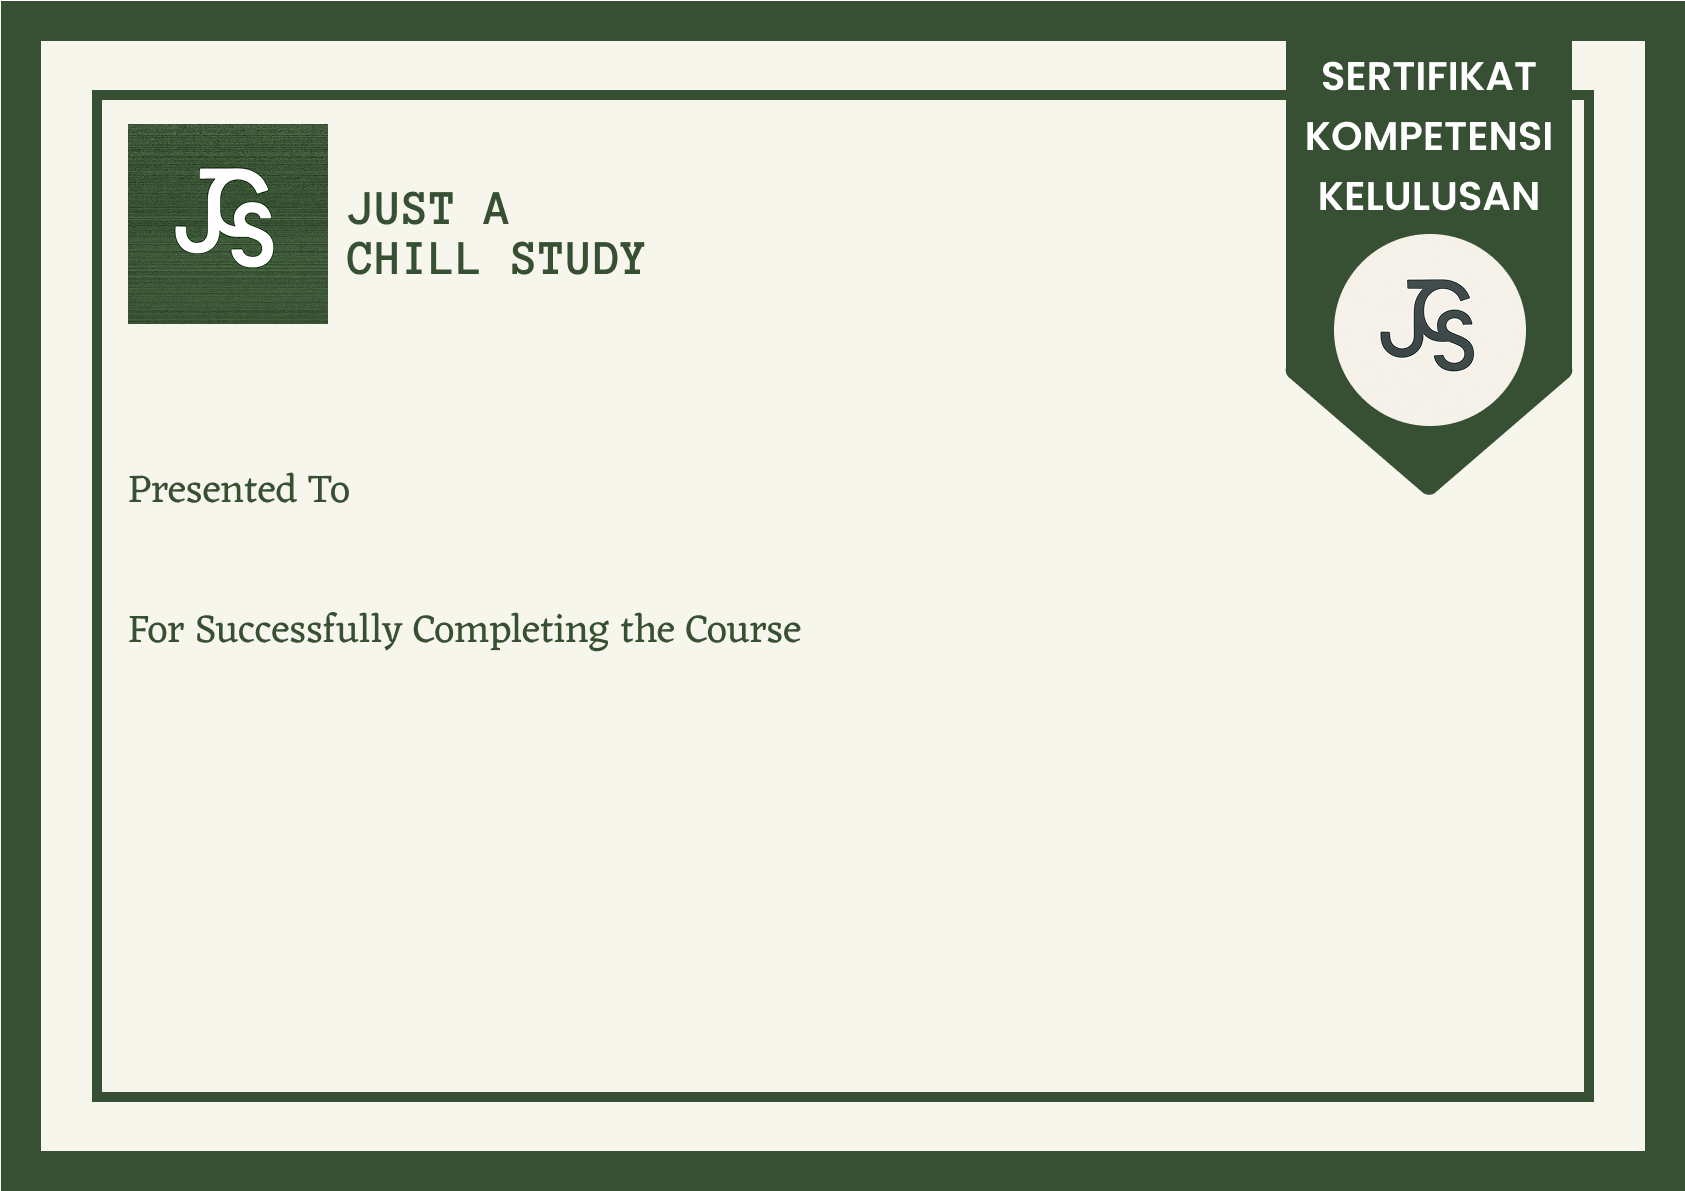 JCS
JUST A
CHILL STUDY
SERTIFIKAT
KOMPETENSI
KELULUSAN
JCS
Presented To
For Successfully Completing the Course